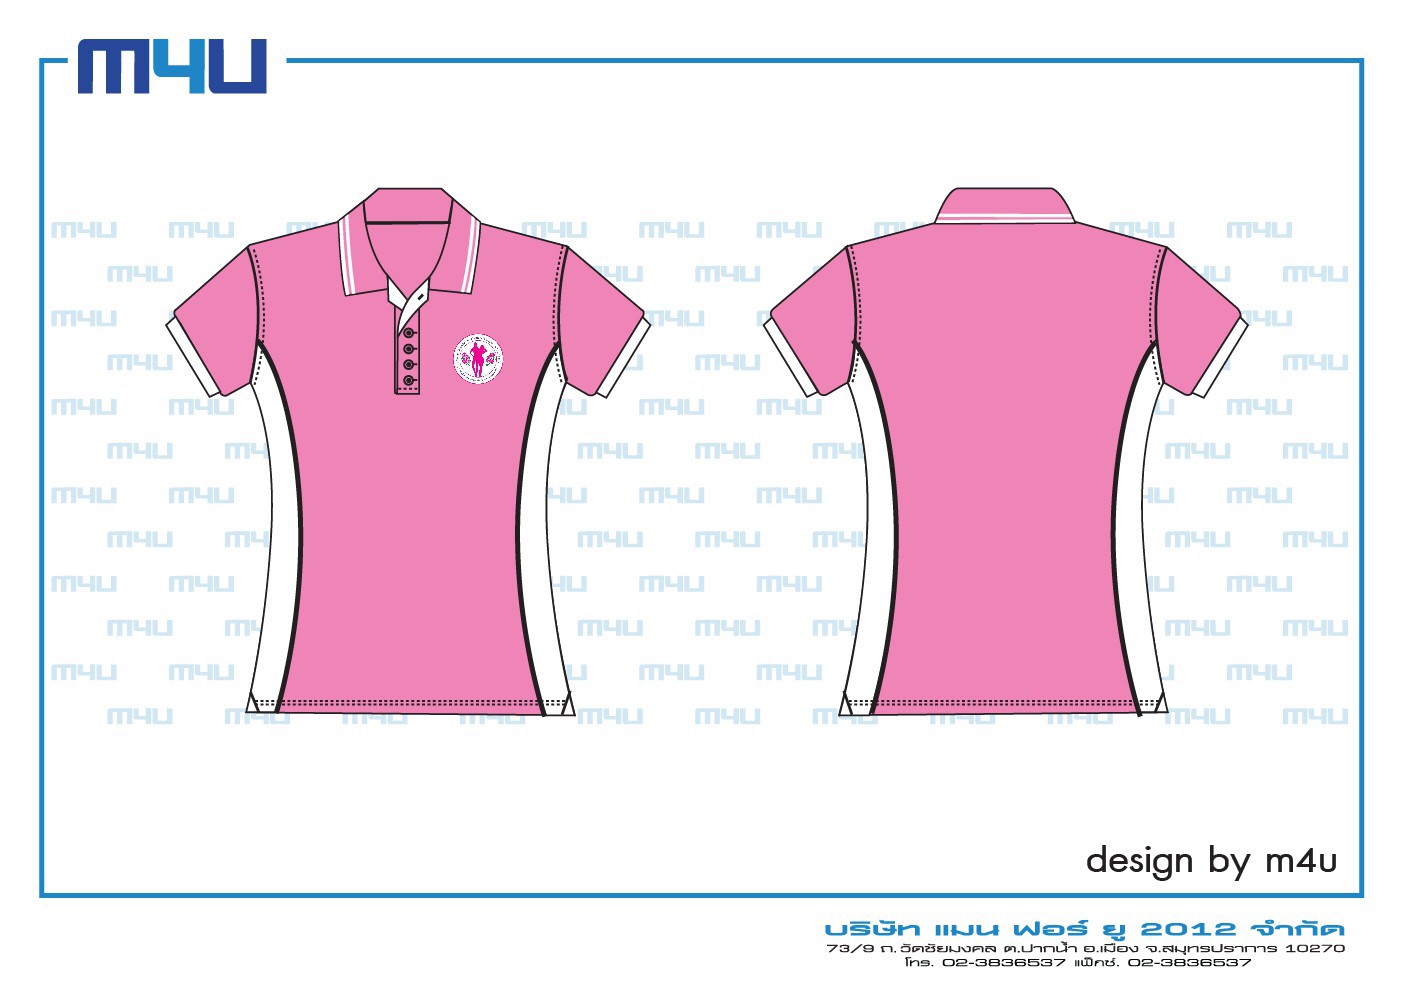 m4u
design by m4u
บริษัท แมน ฟอร์ ยู 2012 จำกัด
73/9 ถ.วัดชัยมงคล ต.ปากน้ำ อ.เมือง จ.สมุทรปราการ 10270
โทร. 02-3836537 แฟ็กซ์. 02-3836537